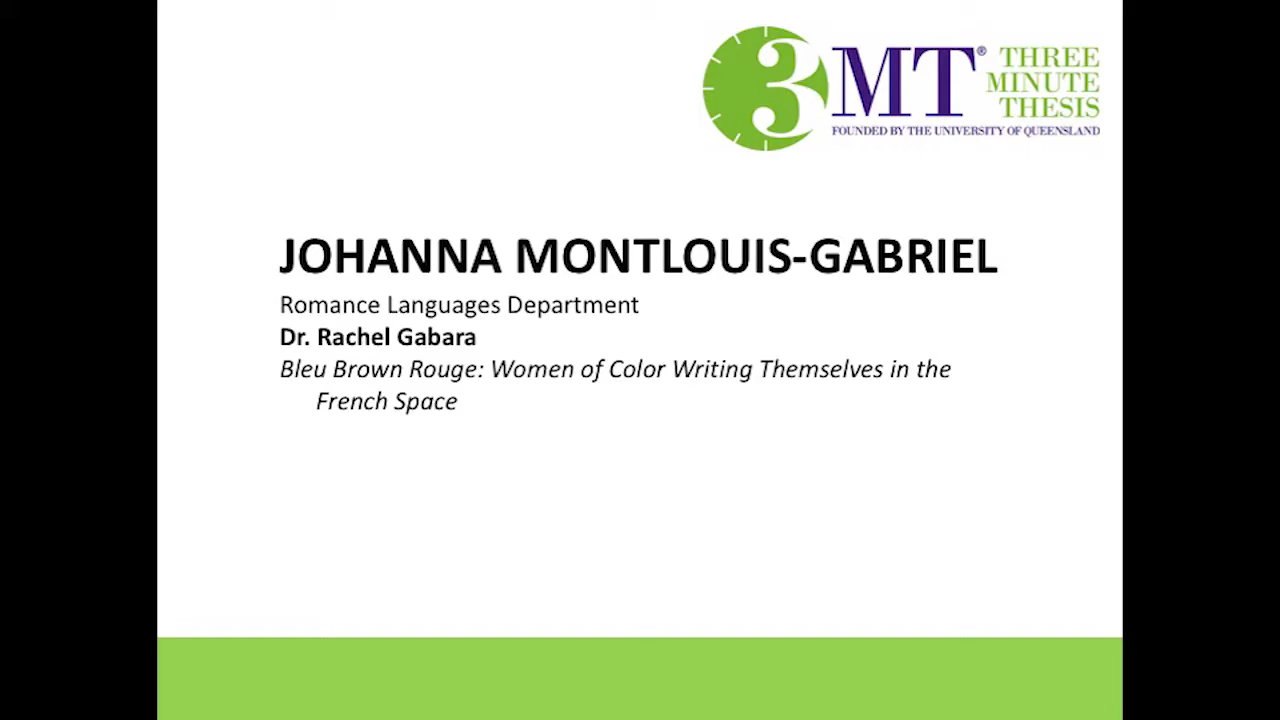 3MT® THREE
MINUTE
THESIS
FOUNDED BY THE UNIVERSITY OF QUEENSLAND
JOHANNA MONTLOUIS-GABRIEL
Romance Languages Department
Dr. Rachel Gabara
Bleu Brown Rouge: Women of Color Writing Themselves in the
French Space